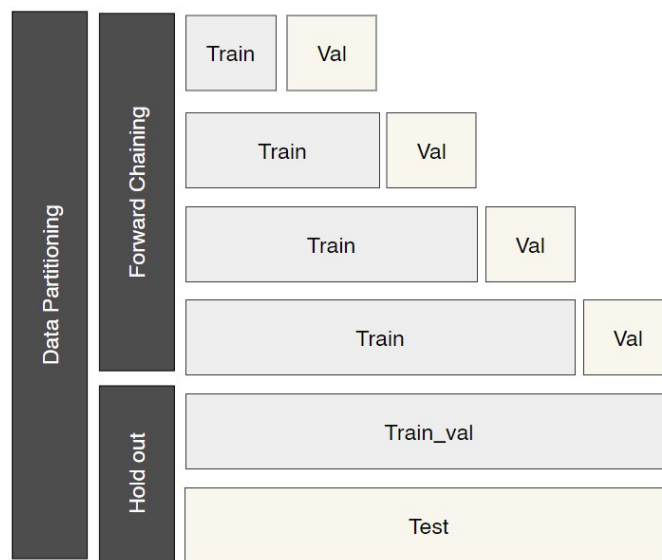 Data Partitioning
Forward Chaining
Train
Val
Train
Val
Train
Val
Train
Val
Hold out
Train_val
Test